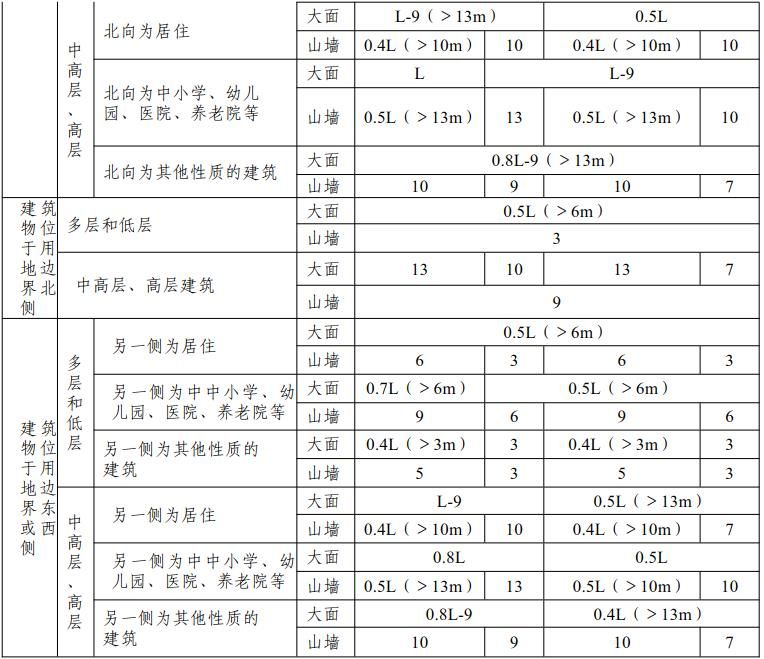 中高层、高层
北向为居住
大面 L-9（＞13m） 0.5L
山墙 0.4L（＞10m） 10 0.4L（＞10m） 10
北向为中小学、幼儿
园、医院、养老院等
大面 L L-9
山墙 0.5L（＞13m） 13 0.5L（＞13m） 10
北向为其他性质的建筑
大面 0.8L-9（＞13m）
山墙 10 9 10 7
建筑物位于用地边界北侧
多层和低层
大面 0.5L（＞6m）
山墙 3
中高层、高层建筑
大面 13 10 13 7
山墙 9
建筑物位于用地边界东或西侧
多层和低层
另一侧为居住
大面 0.5L（＞6m）
山墙 6 3 6 3
另一侧为中中小学、幼
儿园、医院、养老院等
大面 0.7L（＞6m） 0.5L（＞6m）
山墙 9 6 9 6
另一侧为其他性质的
建筑
大面 0.4L（＞3m） 3 0.4L（＞3m） 3
山墙 5 3 5 3
中高层、高层
另一侧为居住
大面 L-9 0.5L（＞13m）
山墙 0.4L（＞10m） 10 0.4L（＞10m） 7
另一侧为中中小学、幼
儿园、医院、养老院等
大面 0.8L 0.5L
山墙 0.5L（＞13m） 13 0.5L（＞10m） 10
另一侧为其他性质的
建筑
大面 0.8L-9 0.4L（＞13m）
山墙 10 9 10 7